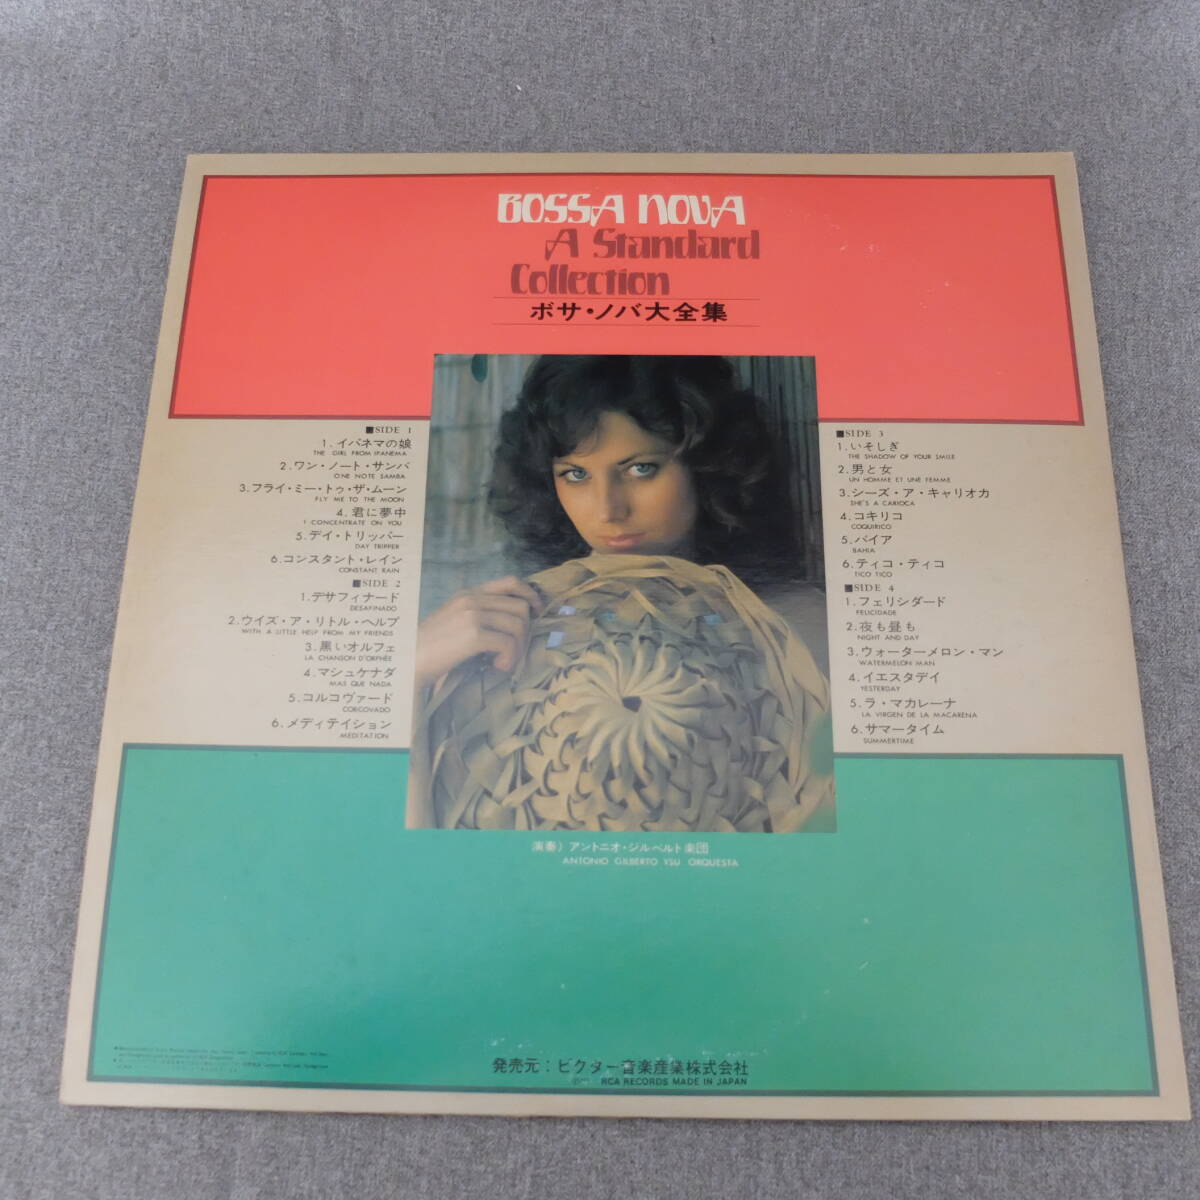 BOSSA NOVA
A Standard
Collection
ボサ・ノバ大全集
■SIDE 1
1.イパネマの娘
THE GIRL FROM IPANEMA
2.ワン・ノート・サンバ
ONE NOTE SAMBA
3.フライ・ミー・トゥ・ザ・ムーン
FLY ME TO THE MOON
4.君に夢中
I CONCENTRATE ON YOU
5.デイ・トリッパー
DAY TRIPPER
6.コンスタント・レイン
CONSTANT RAIN
■SIDE 2
1.デサフィナード
DESAFINADO
2.ウイズ・ア・リトル・ヘルプ
WITH A LITTLE HELP FROM MY FRIENDS
3.黒いオルフェ
LA CHANSON D'ORPHÉE
4.マシュケナダ
MAS QUE NADA
5.コルコヴァード
CORCOVADO
6.メディテイション
MEDITATION
■SIDE 3
1.いそしぎ
THE SHADOW OF YOUR SMILE
2.男と女
UN HOMME ET UNE FEMME
3.シーズ・ア・キャリオカ
SHE'S A CARIOCA
4.コキリコ
COQUIRICO
5.バイア
BAHIA
6.ティコ・ティコ
TICO TICO
■SIDE 4
1.フェリシダード
FELICIDADE
2.夜も昼も
NIGHT AND DAY
3.ウォーターメロン・マン
WATERMELON MAN
4.イエスタデイ
YESTERDAY
5.ラ・マカレーナ
LA VIRGEN DE LA MACARENA
6.サマータイム
SUMMERTIME
演奏）アントニオ・ジルベルト楽団
ANTONIO GILBERTO YSU ORQUESTA
発売元：ビクター音楽産業株式会社
RCA RECORDS MADE IN JAPAN